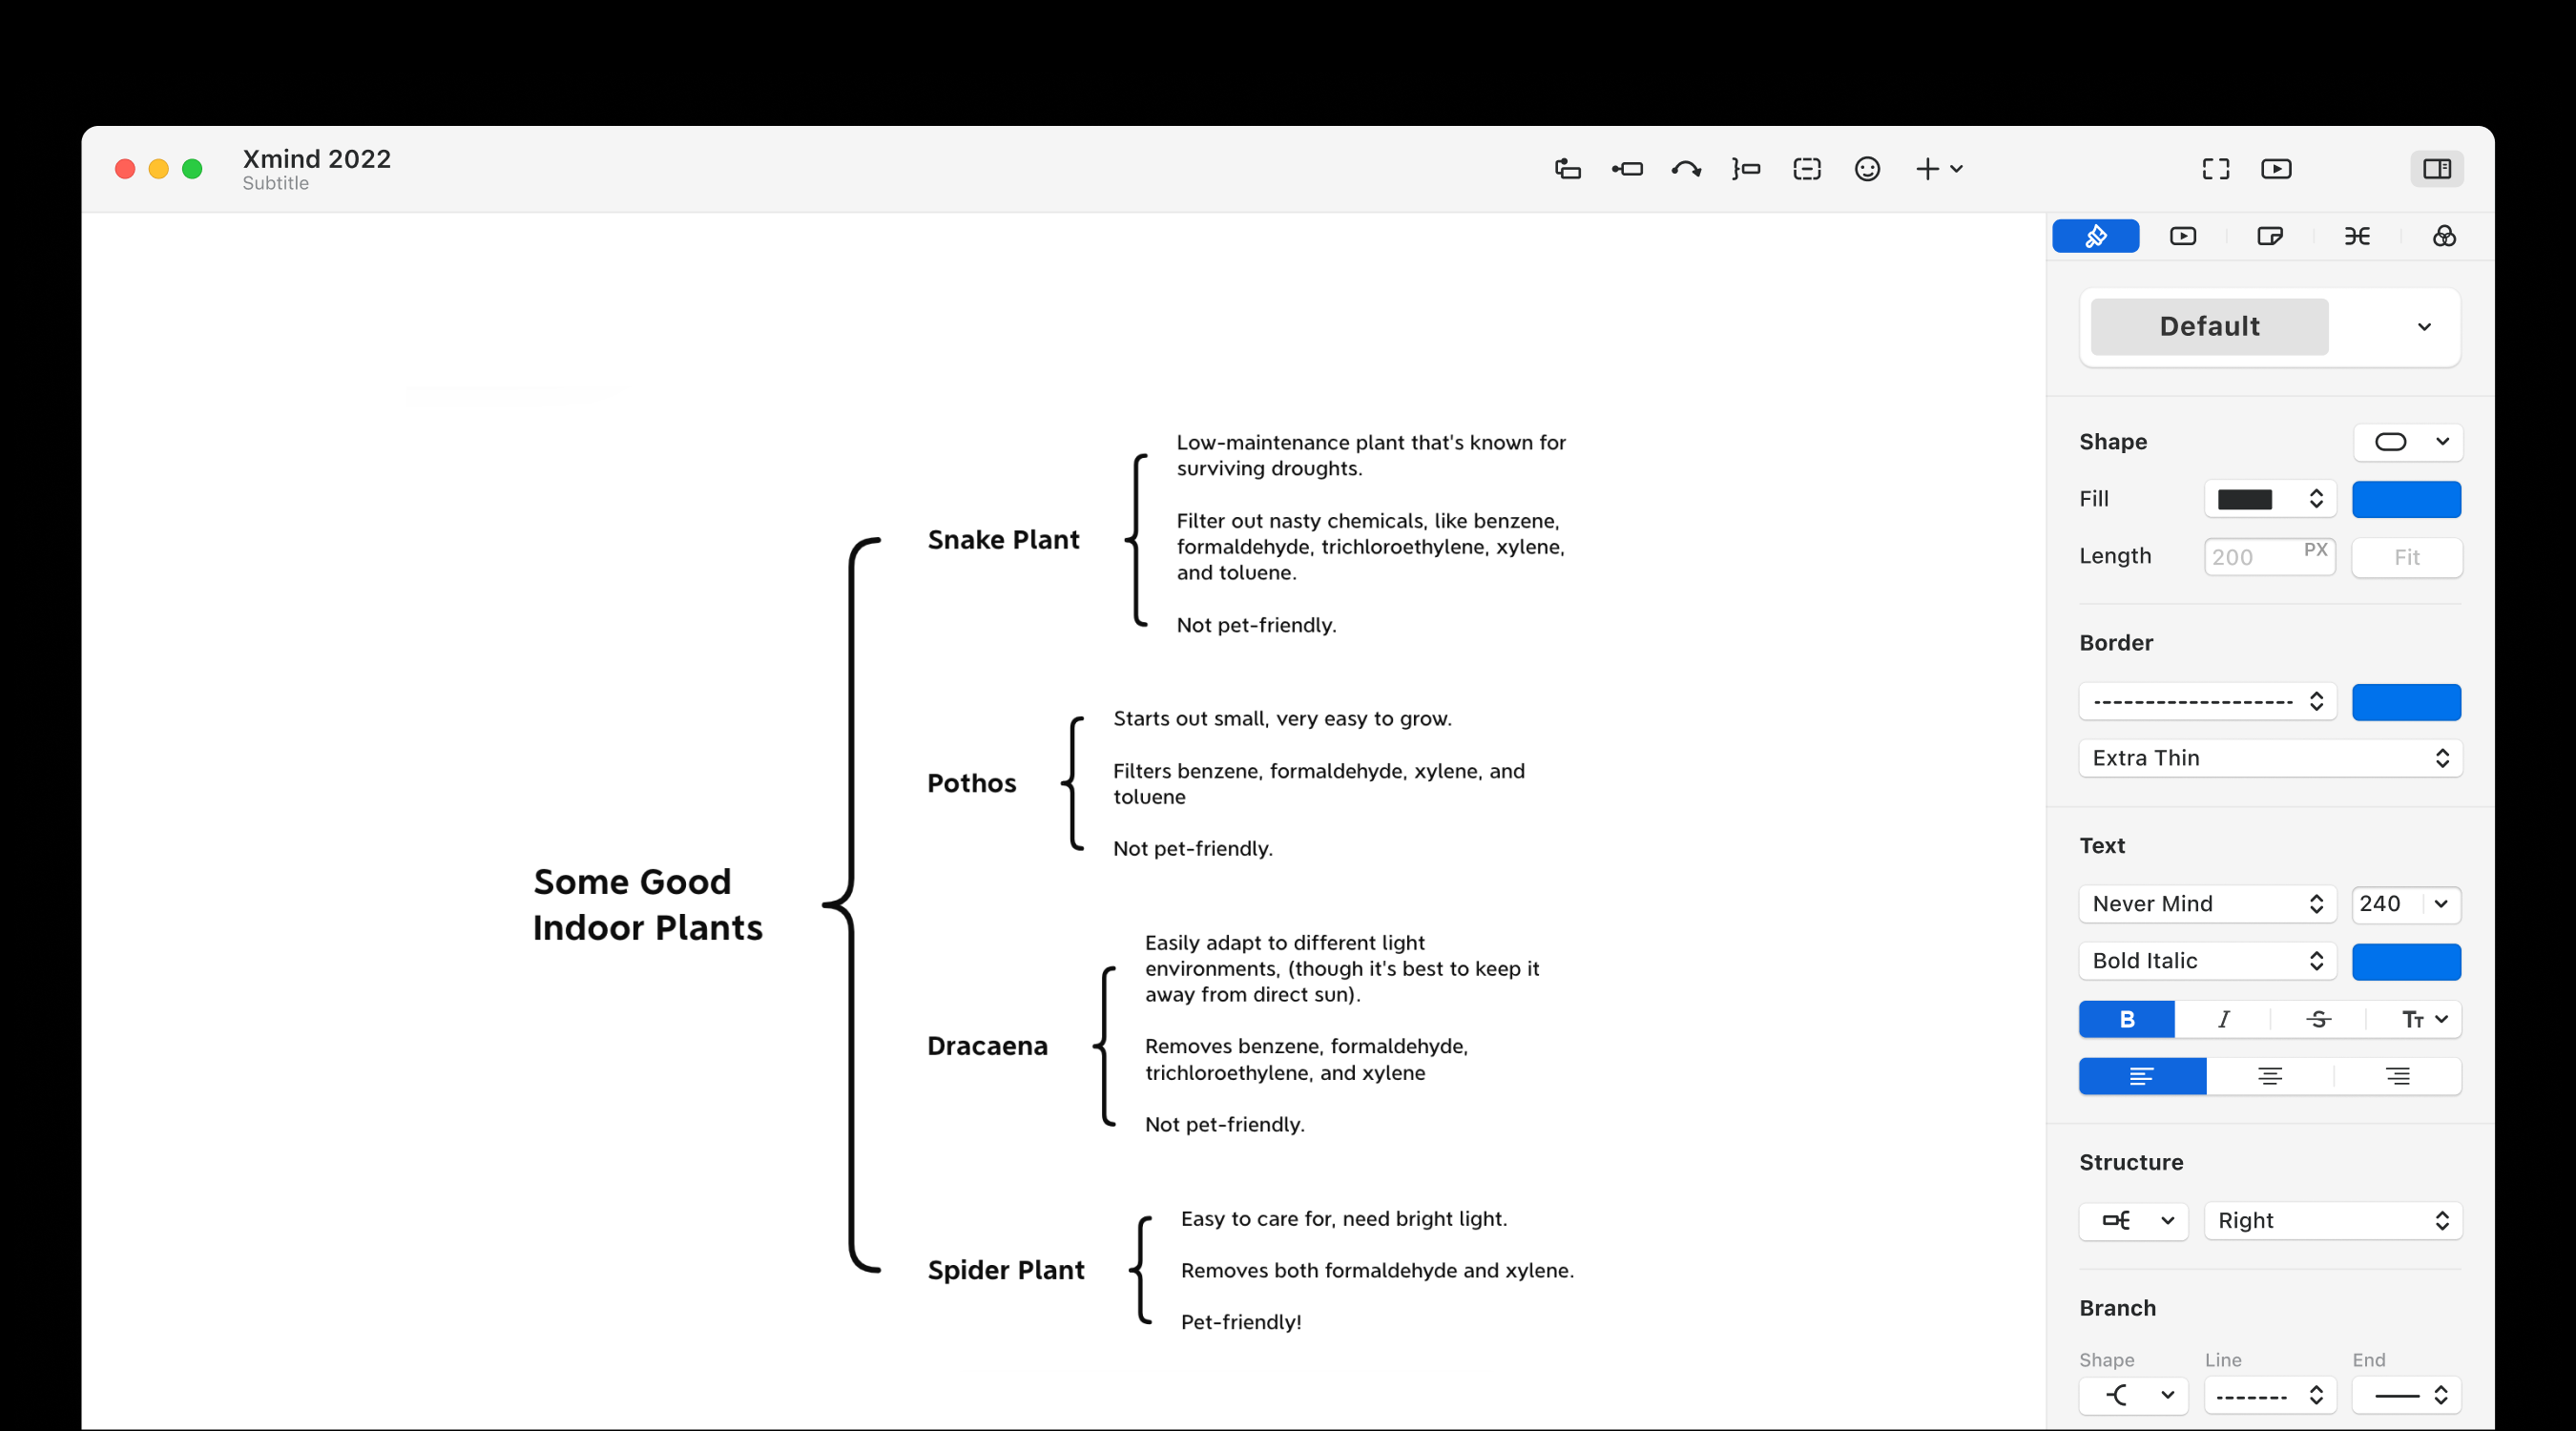 Xmind 2022
Subtitle
Default
Shape
Fill
Length
200
PX
Fit
Border
Extra Thin
Text
Never Mind
240
Bold Italic
B
I
S
TT
Structure
Right
Branch
Shape
Line
End
Some Good
Indoor Plants
Snake Plant
Low-maintenance plant that's known for
surviving droughts.
Filter out nasty chemicals, like benzene,
formaldehyde, trichloroethylene, xylene,
and toluene.
Not pet-friendly.
Pothos
Starts out small, very easy to grow.
Filters benzene, formaldehyde, xylene, and
toluene
Not pet-friendly.
Dracaena
Easily adapt to different light
environments, (though it's best to keep it
away from direct sun).
Removes benzene, formaldehyde,
trichloroethylene, and xylene
Not pet-friendly.
Spider Plant
Easy to care for, need bright light.
Removes both formaldehyde and xylene.
Pet-friendly!